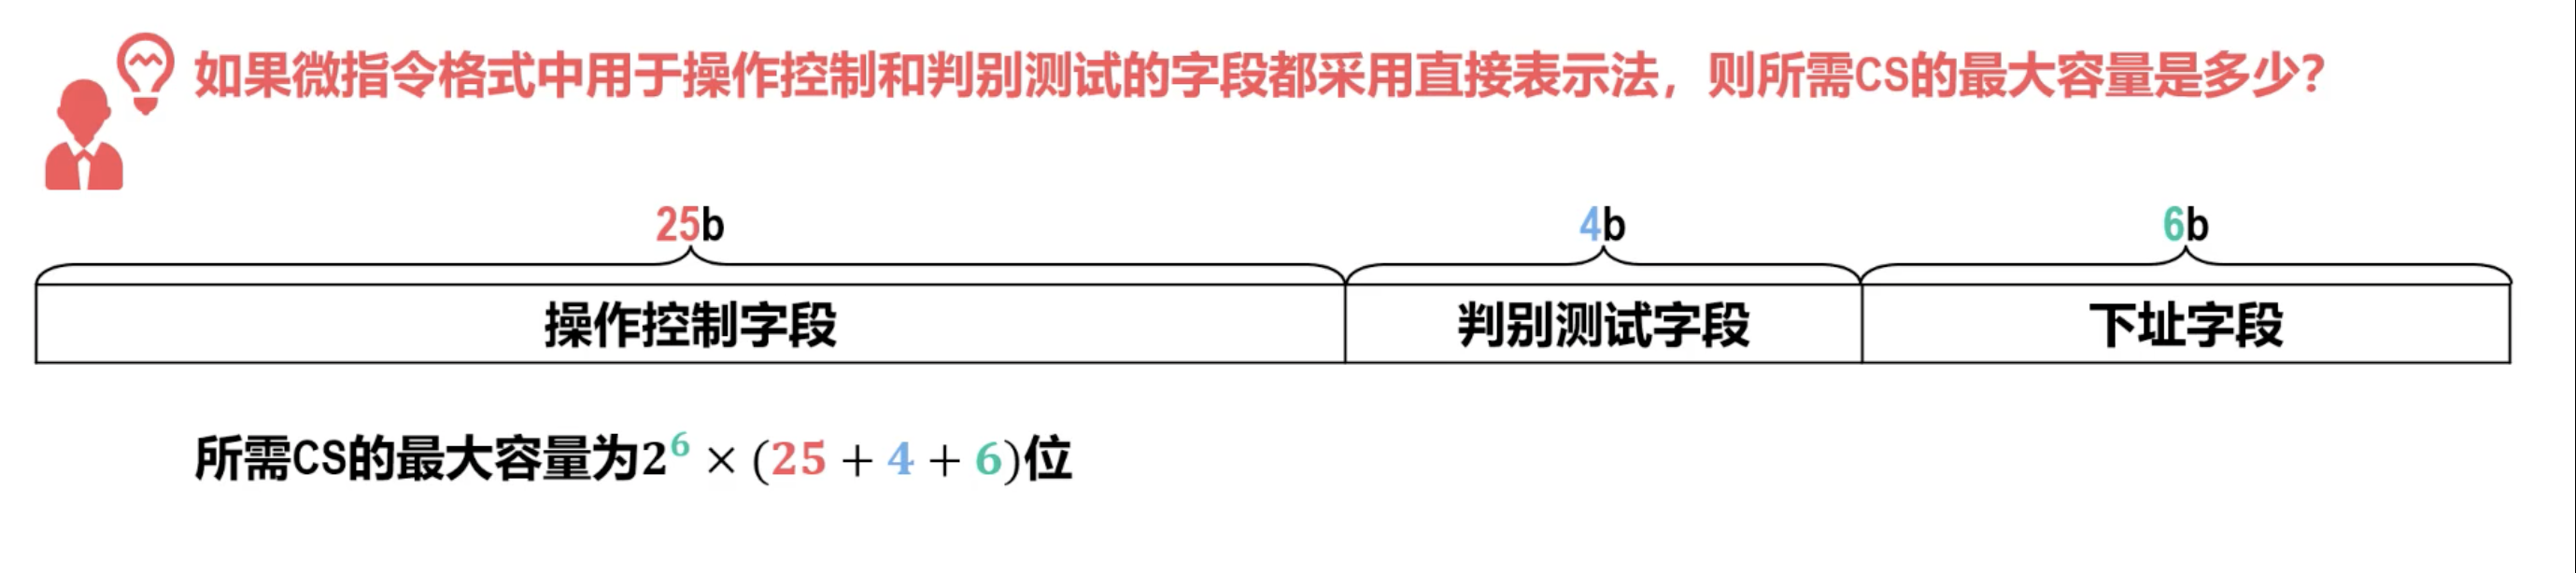 如果微指令格式中用于操作控制和判别测试的字段都采用直接表示法，则所需CS的最大容量是多少？
25b 4b 6b
操作控制字段 判别测试字段 下址字段
所需CS的最大容量为2⁶ × (25 + 4 + 6)位